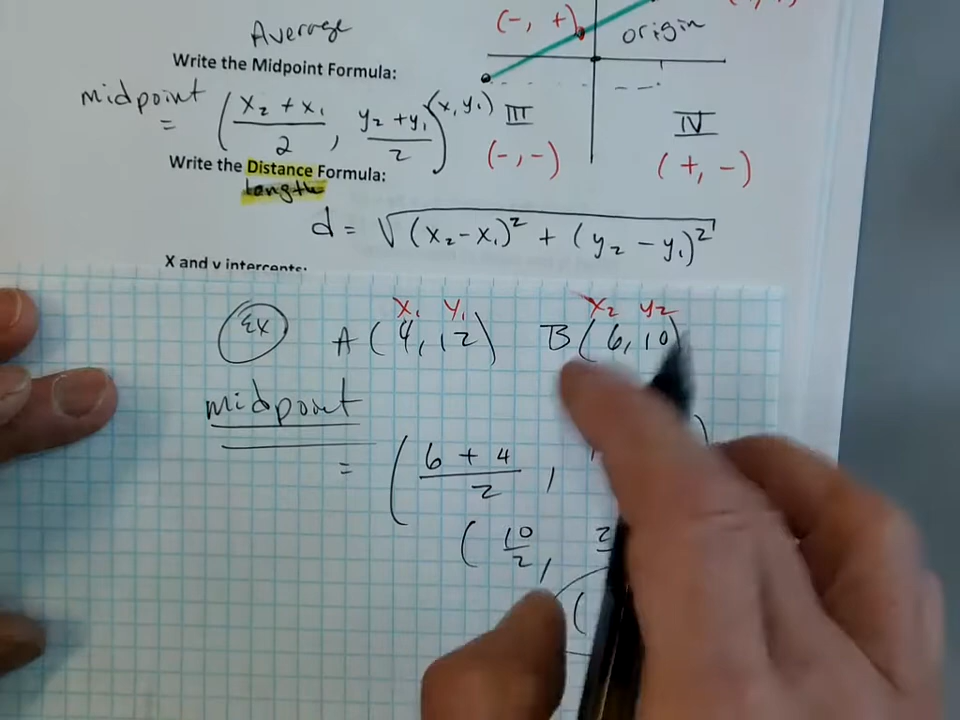 Average
(-, +)
origin
Write the Midpoint Formula:
midpoint = ( x₂ + x₁ / 2 , y₂ + y₁ / 2 )
(x, y₁)
III
IV
(-, -)
(+, -)
Write the Distance Formula:
Length
d = √(x₂ - x₁)² + (y₂ - y₁)²
X and y intercepts:
Ex
x₁ y₁
x₂ y₂
A (4, 12) B (6, 10)
midpoint
= ( 6 + 4 / 2 ,
( 10/2 , 2
(